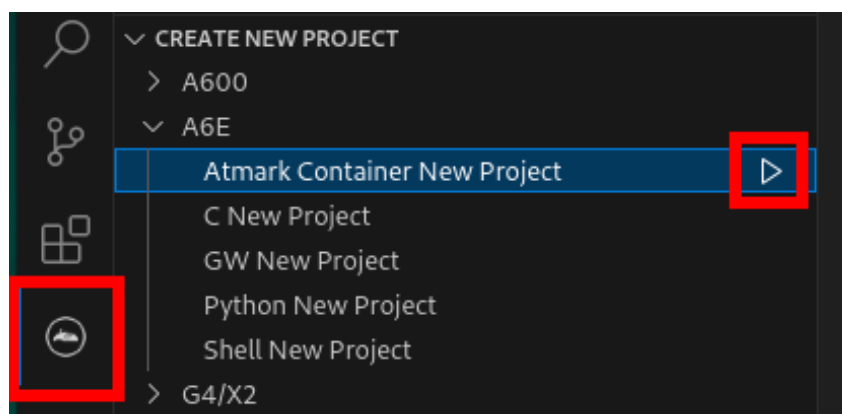 CREATE NEW PROJECT
A600
A6E
Atmark Container New Project
C New Project
GW New Project
Python New Project
Shell New Project
G4/X2